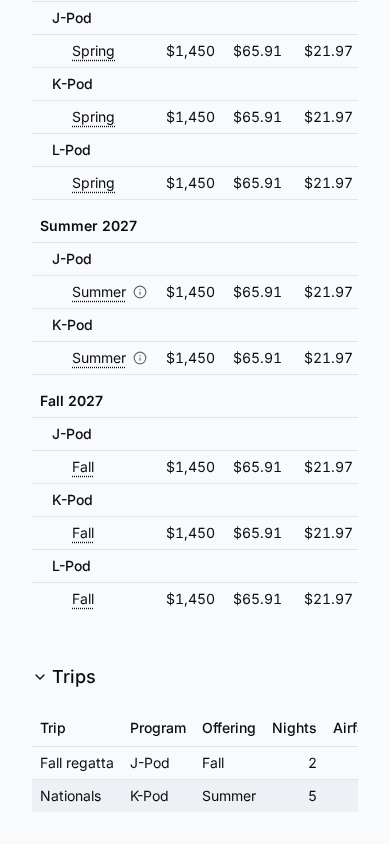 J-Pod
Spring $1,450 $65.91 $21.97
K-Pod
Spring $1,450 $65.91 $21.97
L-Pod
Spring $1,450 $65.91 $21.97
Summer 2027
J-Pod
Summer $1,450 $65.91 $21.97
K-Pod
Summer $1,450 $65.91 $21.97
Fall 2027
J-Pod
Fall $1,450 $65.91 $21.97
K-Pod
Fall $1,450 $65.91 $21.97
L-Pod
Fall $1,450 $65.91 $21.97
Trips
Trip Program Offering Nights
Fall regatta J-Pod Fall 2
Nationals K-Pod Summer 5